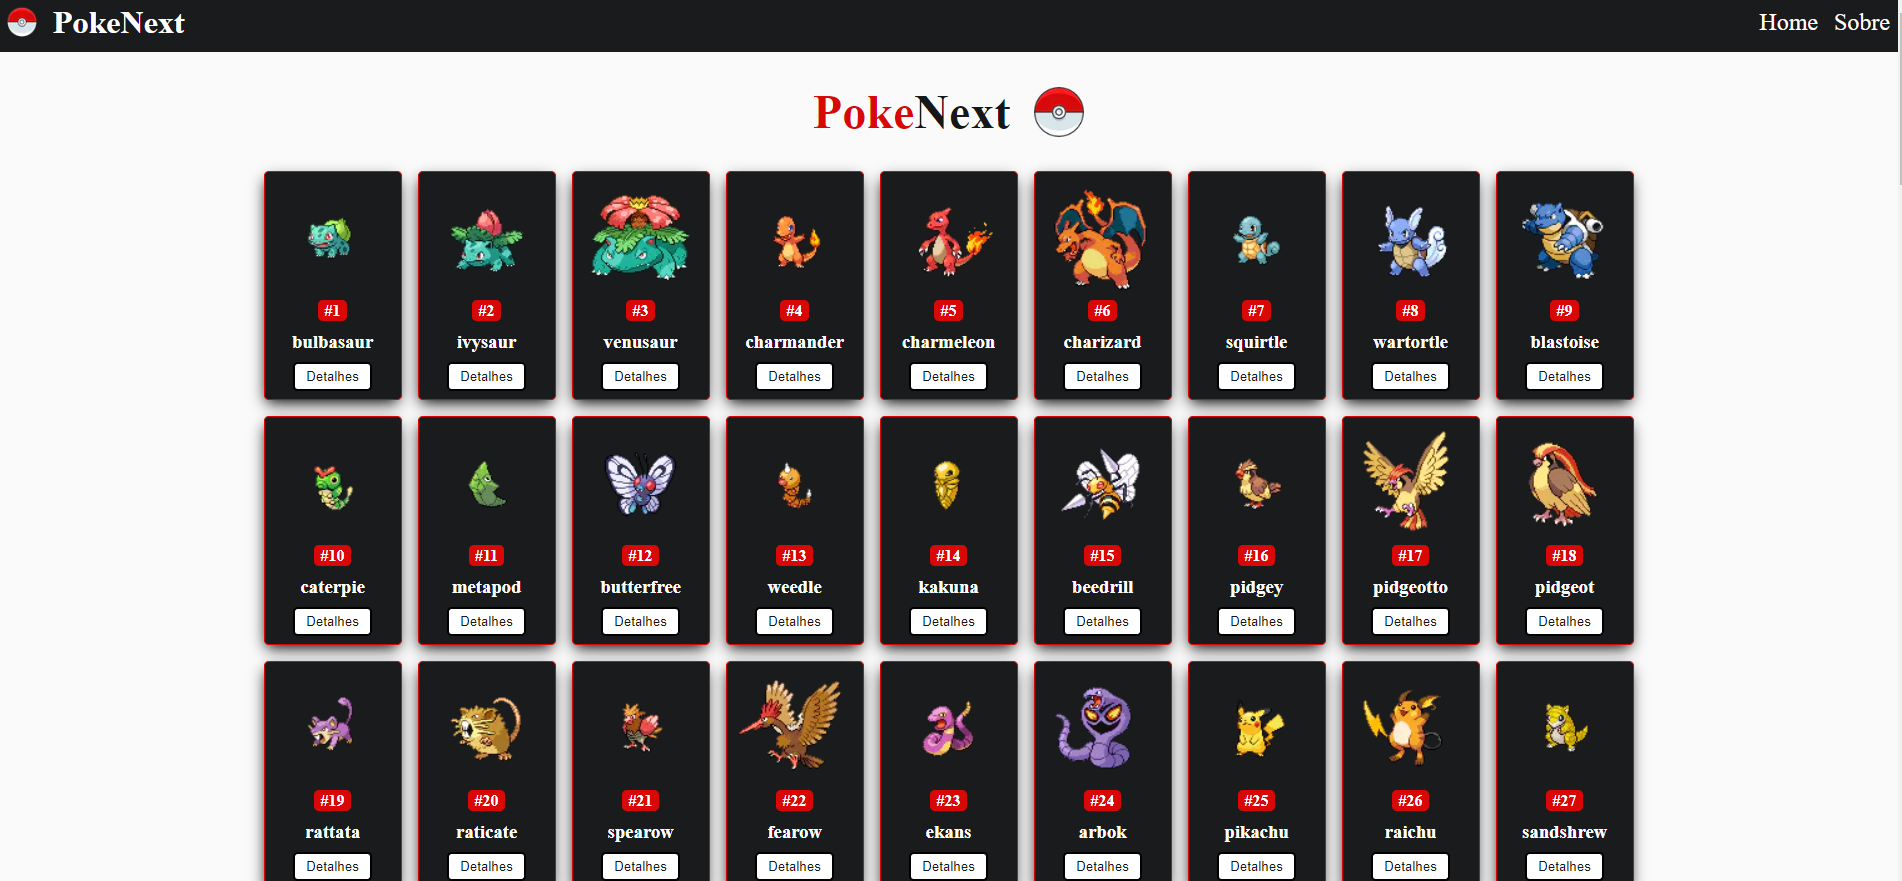 PokeNext Home Sobre
PokeNext
#1 #2 #3 #4 #5 #6 #7 #8 #9
bulbasaur ivysaur venusaur charmander charmeleon charizard squirtle wartortle blastoise
Detalhes Detalhes Detalhes Detalhes Detalhes Detalhes Detalhes Detalhes Detalhes
#10 #11 #12 #13 #14 #15 #16 #17 #18
caterpie metapod butterfree weedle kakuna beedrill pidgey pidgeotto pidgeot
Detalhes Detalhes Detalhes Detalhes Detalhes Detalhes Detalhes Detalhes Detalhes
#19 #20 #21 #22 #23 #24 #25 #26 #27
rattata raticate spearow fearow ekans arbok pikachu raichu sandshrew
Detalhes Detalhes Detalhes Detalhes Detalhes Detalhes Detalhes Detalhes Detalhes